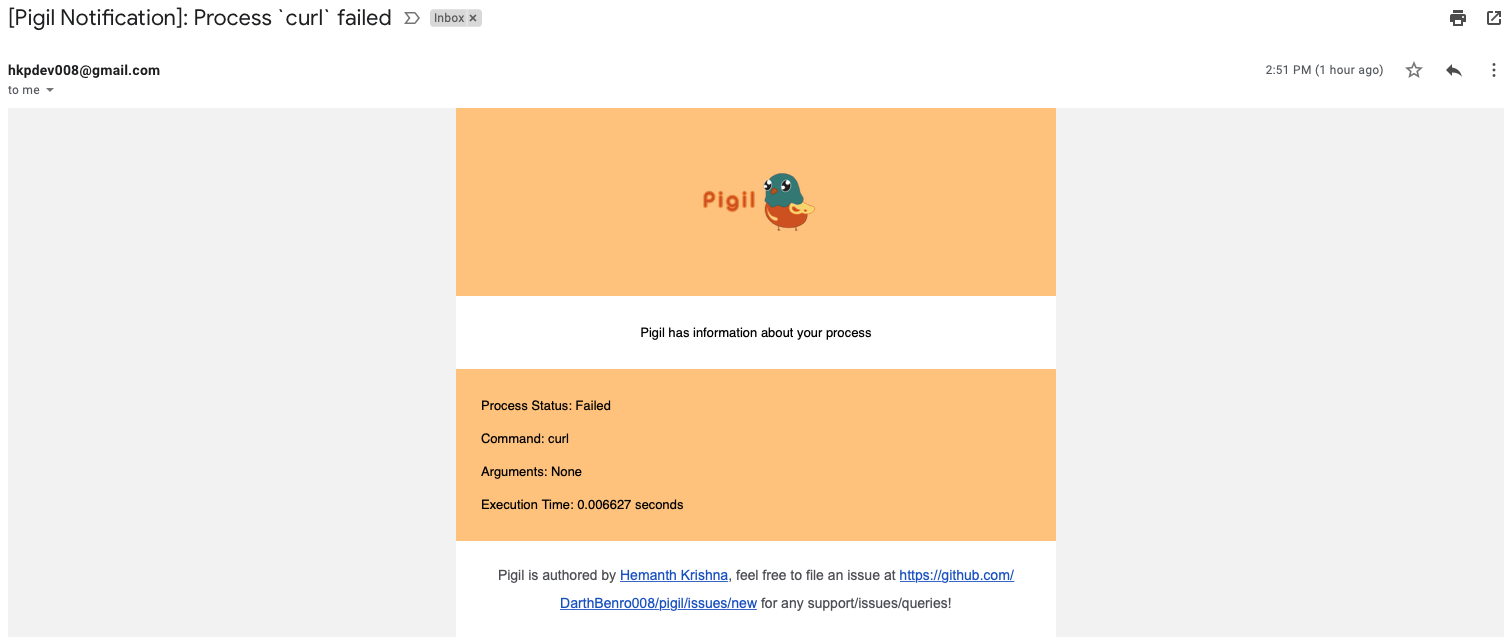 [Pigil Notification]: Process `curl` failed
Inbox ×
hkpdev008@gmail.com
2:51 PM (1 hour ago)
to me
Pigil
Pigil has information about your process
Process Status: Failed
Command: curl
Arguments: None
Execution Time: 0.006627 seconds
Pigil is authored by Hemanth Krishna, feel free to file an issue at https://github.com/
DarthBenro008/pigil/issues/new for any support/issues/queries!